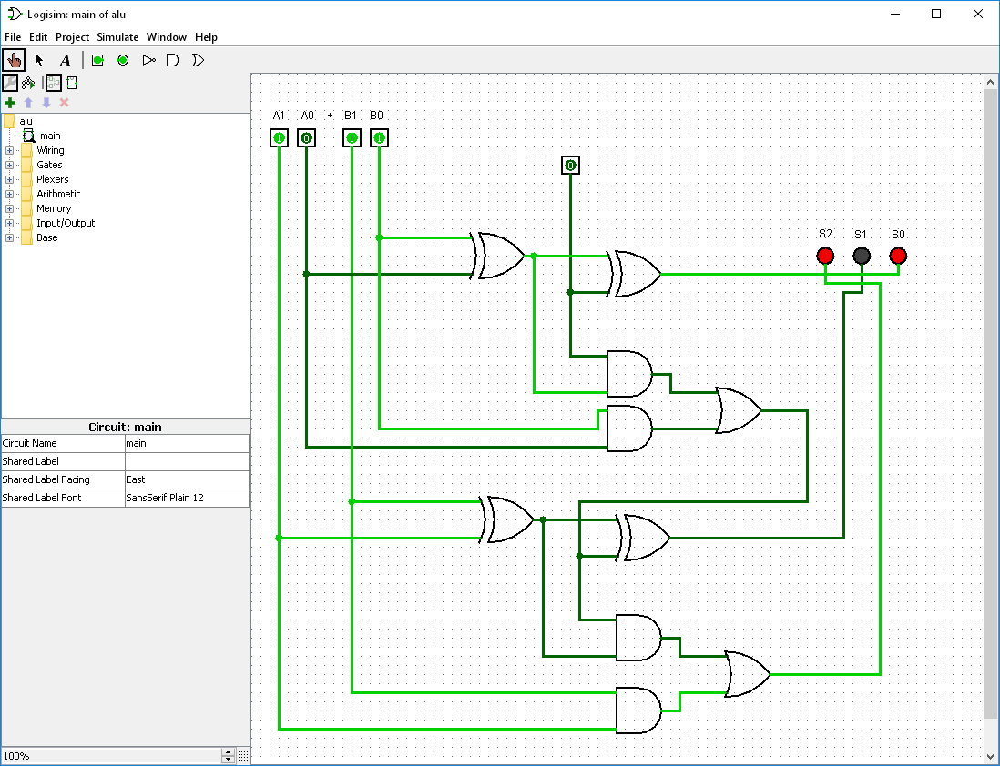 Logisim: main of alu
File Edit Project Simulate Window Help
A
alu
main
Wiring
Gates
Plexers
Arithmetic
Memory
Input/Output
Base
Circuit: main
Circuit Name main
Shared Label
Shared Label Facing East
Shared Label Font SansSerif Plain 12
100%
A1 A0 + B1 B0
1 0 1 1
0
S2 S1 S0